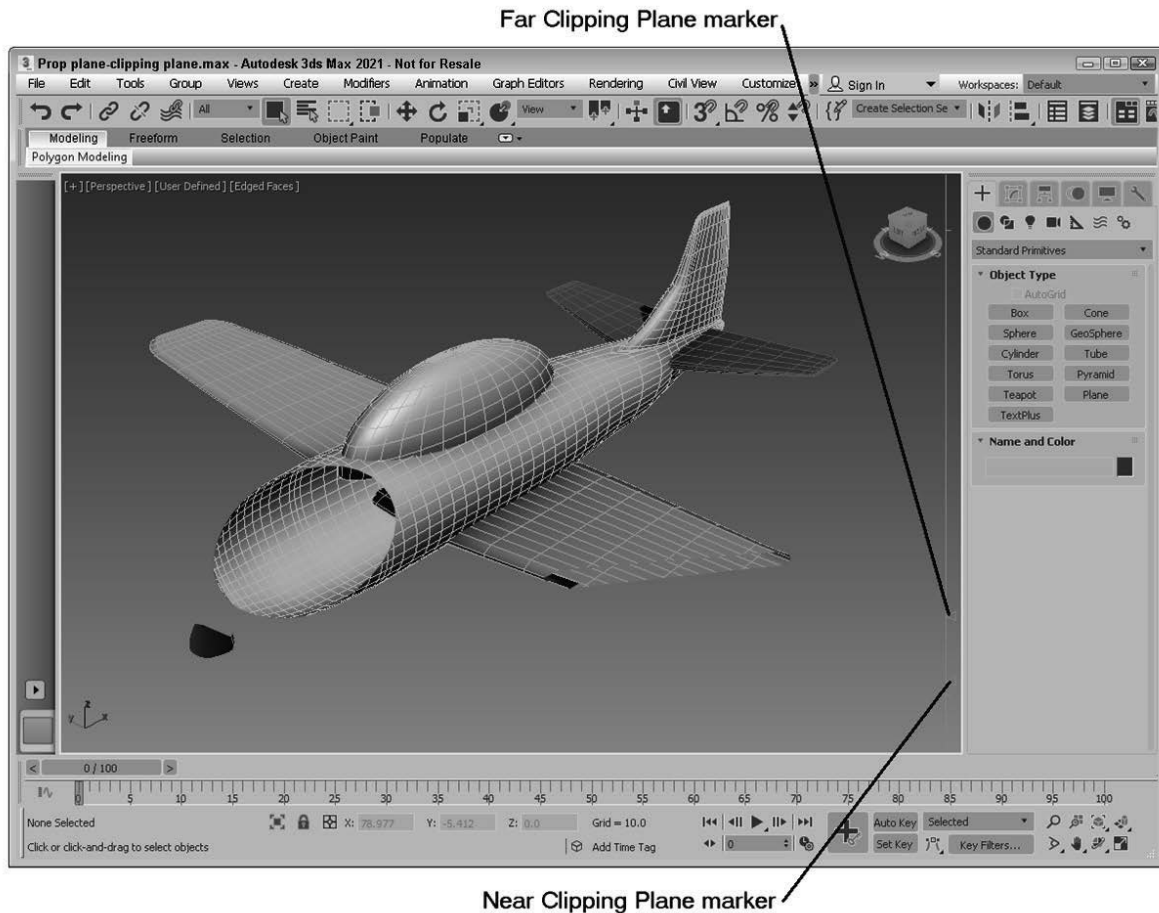 Far Clipping Plane marker
Prop plane-clipping plane.max - Autodesk 3ds Max 2021 - Not for Resale
File Edit Tools Group Views Create Modifiers Animation Graph Editors Rendering Civil View Customize » Sign In Workspaces: Default
All View Create Selection Se
Modeling Freeform Selection Object Paint Populate
Polygon Modeling
[+] [Perspective] [User Defined] [Edged Faces]
Standard Primitives
Object Type
AutoGrid
Box Cone
Sphere GeoSphere
Cylinder Tube
Torus Pyramid
Teapot Plane
TextPlus
Name and Color
z
y x
< 0 / 100 >
0 5 10 15 20 25 30 35 40 45 50 55 60 65 70 75 80 85 90 95 100
None Selected X: 78.977 Y: -5.412 Z: 0.0 Grid = 10.0 Auto Key Selected
Click or click-and-drag to select objects Add Time Tag 0 Set Key Key Filters...
Near Clipping Plane marker